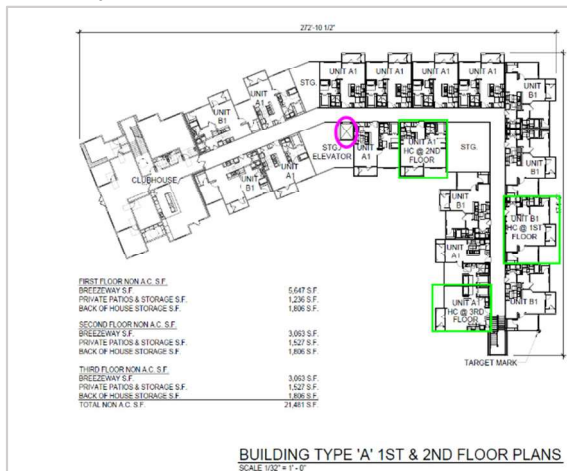 272'-10 1/2"
UNIT A1
UNIT A1
UNIT A1
UNIT A1
STG.
UNIT
B1
UNIT
A1
UNIT
B1
CLUBHOUSE
UNIT
B1
UNIT
A1
STG./
ELEVATOR
UNIT
A1
UNIT A1
HC @ 2ND
FLOOR
STG.
UNIT
B1
UNIT B1
HC @ 1ST
FLOOR
UNIT
A1
UNIT A1
HC @ 3RD
FLOOR
UNIT B1
TARGET MARK
FIRST FLOOR NON A.C. S.F.
BREEZEWAY S.F. 5,647 S.F.
PRIVATE PATIOS & STORAGE S.F. 1,236 S.F.
BACK OF HOUSE STORAGE S.F. 1,806 S.F.
SECOND FLOOR NON A.C. S.F.
BREEZEWAY S.F. 3,063 S.F.
PRIVATE PATIOS & STORAGE S.F. 1,527 S.F.
BACK OF HOUSE STORAGE S.F 1,806 S.F.
THIRD FLOOR NON A.C. S.F.
BREEZEWAY S.F. 3,063 S.F.
PRIVATE PATIOS & STORAGE S.F. 1,527 S.F.
BACK OF HOUSE STORAGE S.F 1,806 S.F.
TOTAL NON A.C. S.F. 21,481 S.F.
BUILDING TYPE 'A' 1ST & 2ND FLOOR PLANS
SCALE 1/32" = 1' - 0"